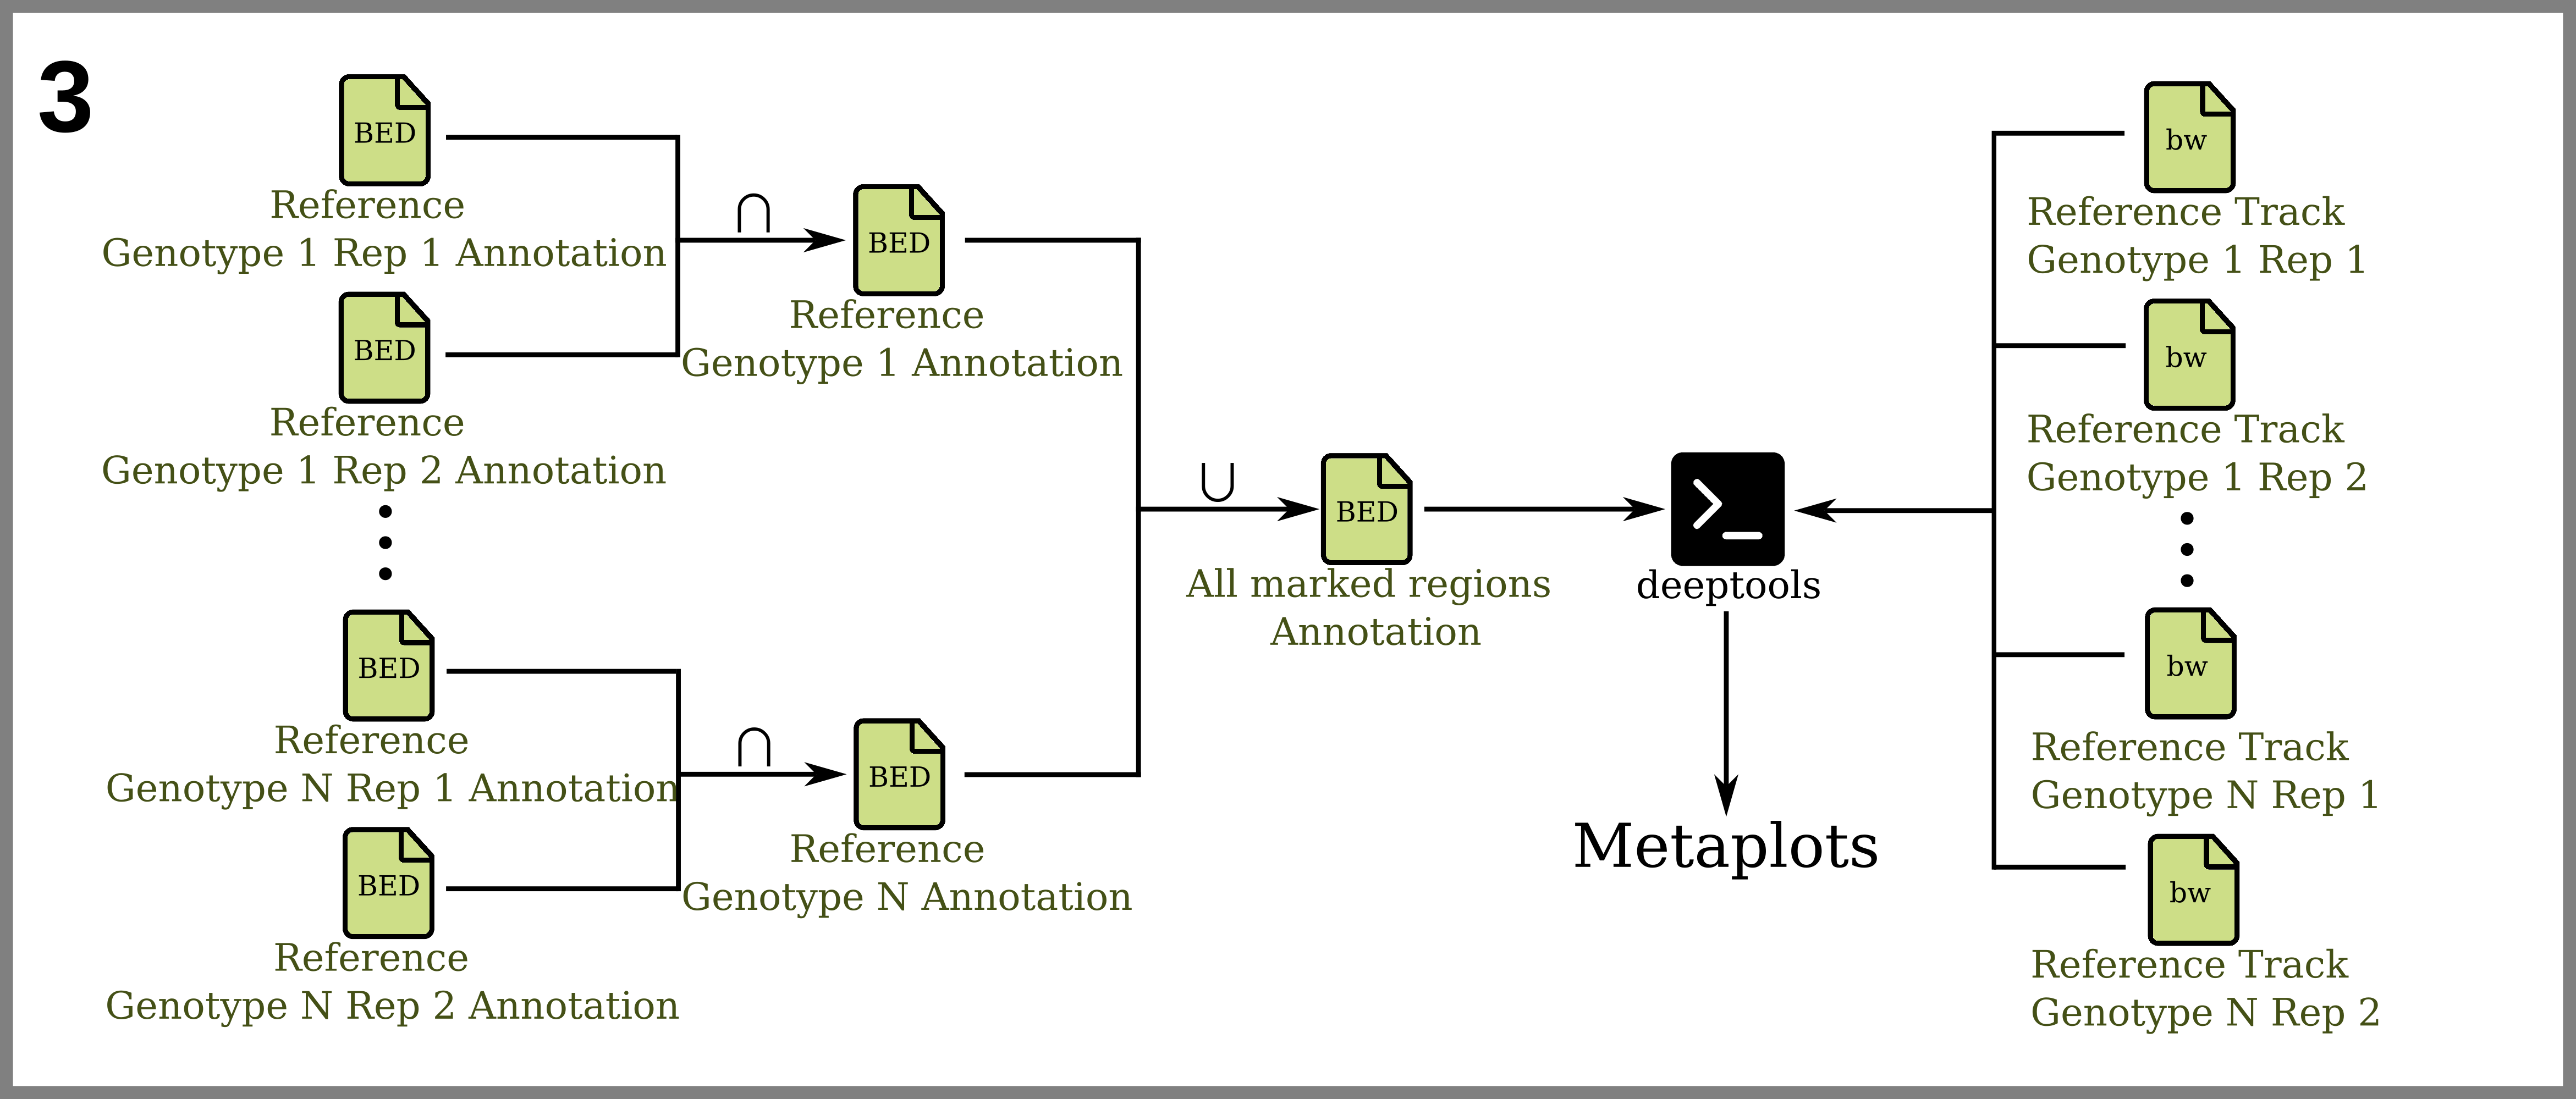 3
BED
Reference
Genotype 1 Rep 1 Annotation
BED
Reference
Genotype 1 Rep 2 Annotation
BED
Reference
Genotype N Rep 1 Annotation
BED
Reference
Genotype N Rep 2 Annotation
∩
BED
Reference
Genotype 1 Annotation
∩
BED
Reference
Genotype N Annotation
∪
BED
All marked regions
Annotation
>_
deeptools
Metaplots
bw
Reference Track
Genotype 1 Rep 1
bw
Reference Track
Genotype 1 Rep 2
bw
Reference Track
Genotype N Rep 1
bw
Reference Track
Genotype N Rep 2